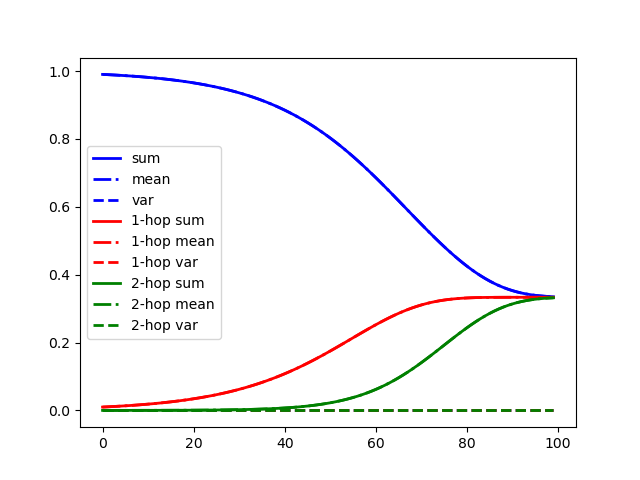 1.0
0.8
0.6
0.4
0.2
0.0
sum
mean
var
1-hop sum
1-hop mean
1-hop var
2-hop sum
2-hop mean
2-hop var
0 20 40 60 80 100